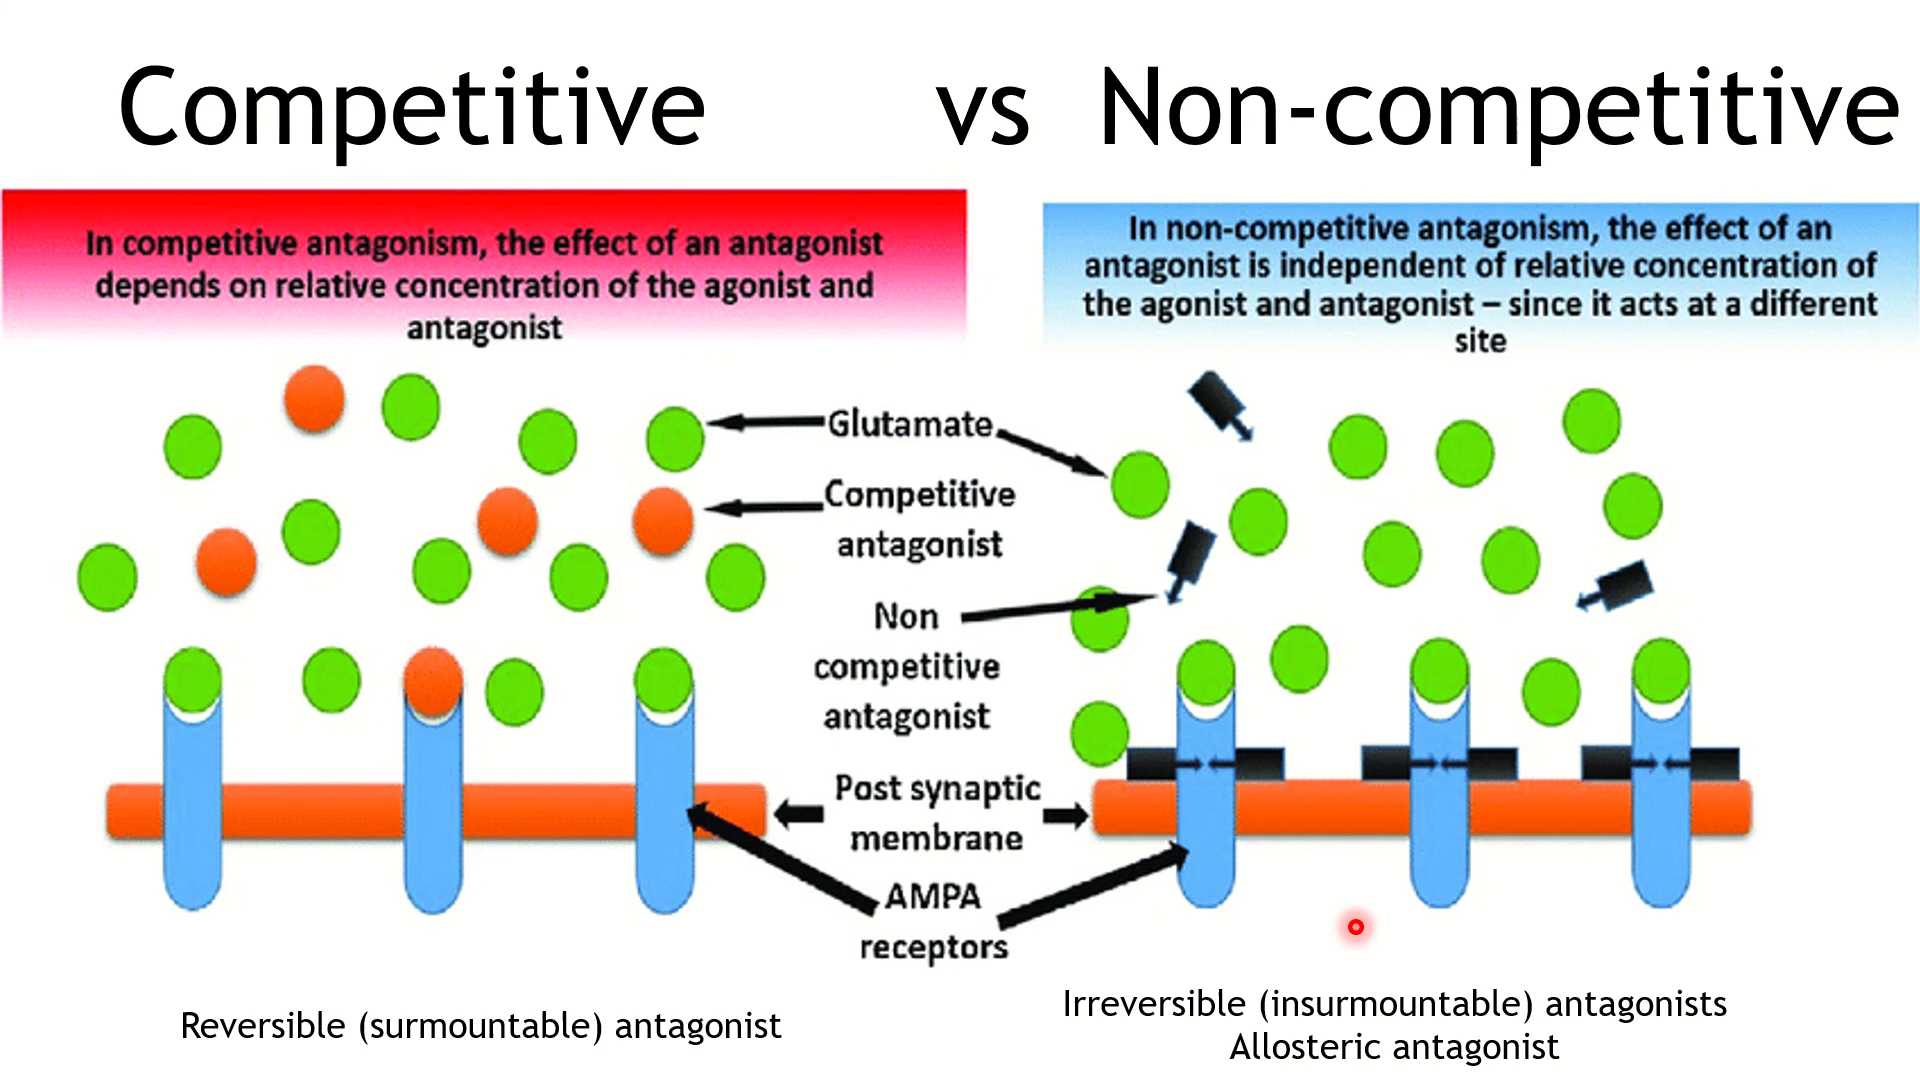 Competitive vs Non-competitive
In competitive antagonism, the effect of an antagonist
depends on relative concentration of the agonist and
antagonist
In non-competitive antagonism, the effect of an
antagonist is independent of relative concentration of
the agonist and antagonist – since it acts at a different
site
Glutamate
Competitive
antagonist
Non
competitive
antagonist
Post synaptic
membrane
AMPA
receptors
Reversible (surmountable) antagonist
Irreversible (insurmountable) antagonists
Allosteric antagonist